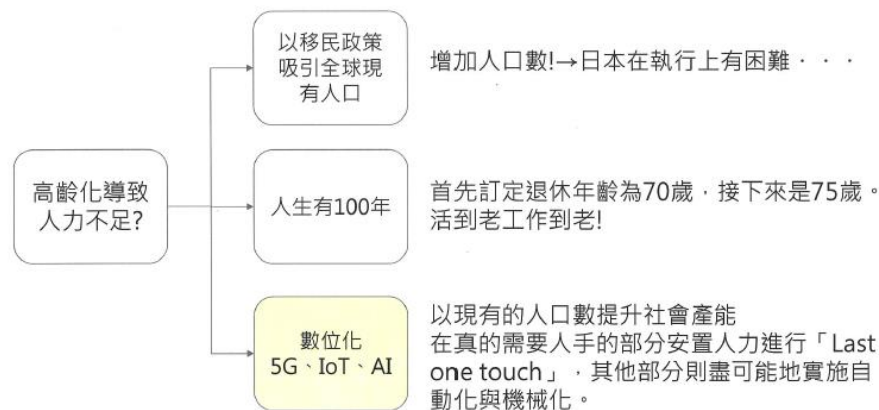 高齡化導致
人力不足?
以移民政策
吸引全球現
有人口
增加人口數!→日本在執行上有困難・・・
人生有100年
首先訂定退休年齡為70歲，接下來是75歲。
活到老工作到老!
數位化
5G、IoT、AI
以現有的人口數提升社會產能
在真的需要人手的部分安置人力進行「Last
one touch」，其他部分則盡可能地實施自
動化與機械化。